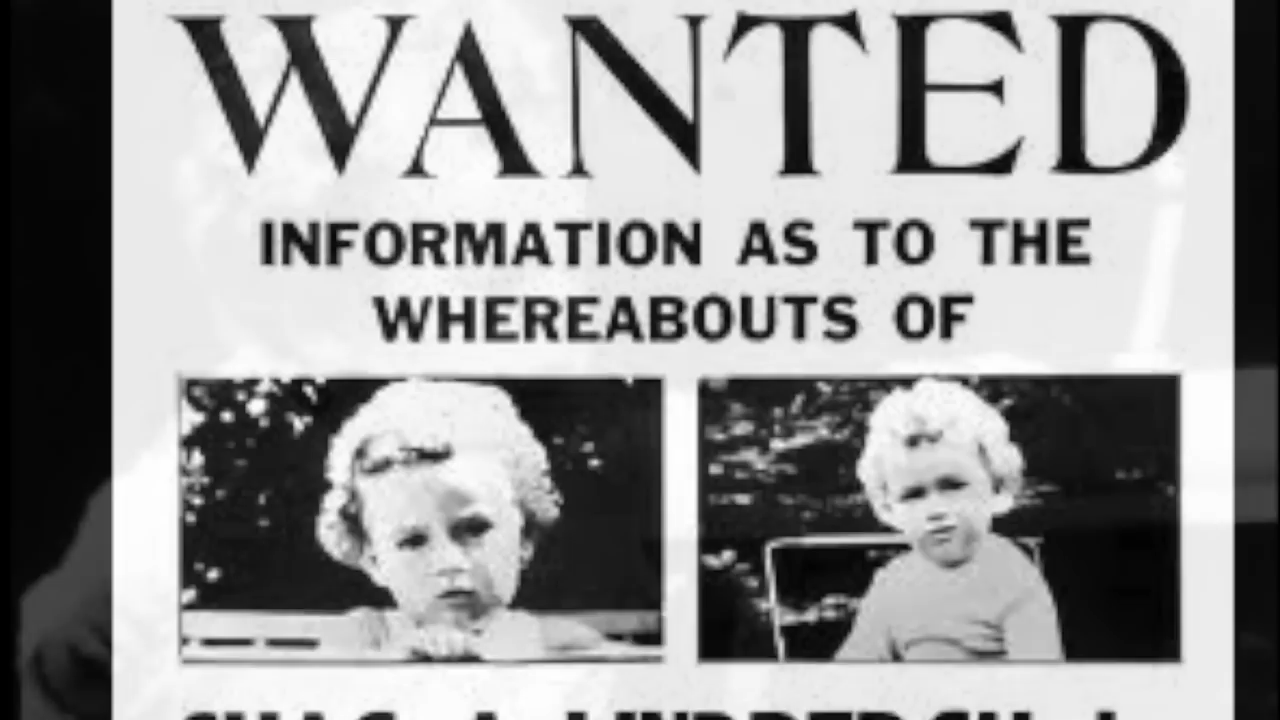 WANTED
INFORMATION AS TO THE
WHEREABOUTS OF